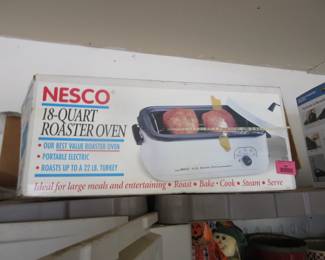 NESCO
18-QUART
ROASTER OVEN
• OUR BEST VALUE ROASTER OVEN
• PORTABLE ELECTRIC
• ROASTS UP TO A 22 LB. TURKEY
Ideal for large meals and entertaining • Roast • Bake • Cook • Steam • Serve